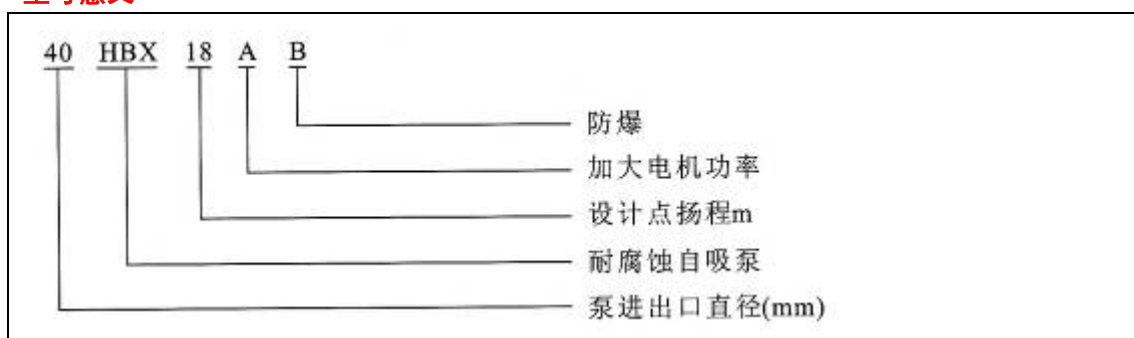 40 HBX 18 A B
防爆
加大电机功率
设计点扬程m
耐腐蚀自吸泵
泵进出口直径(mm)